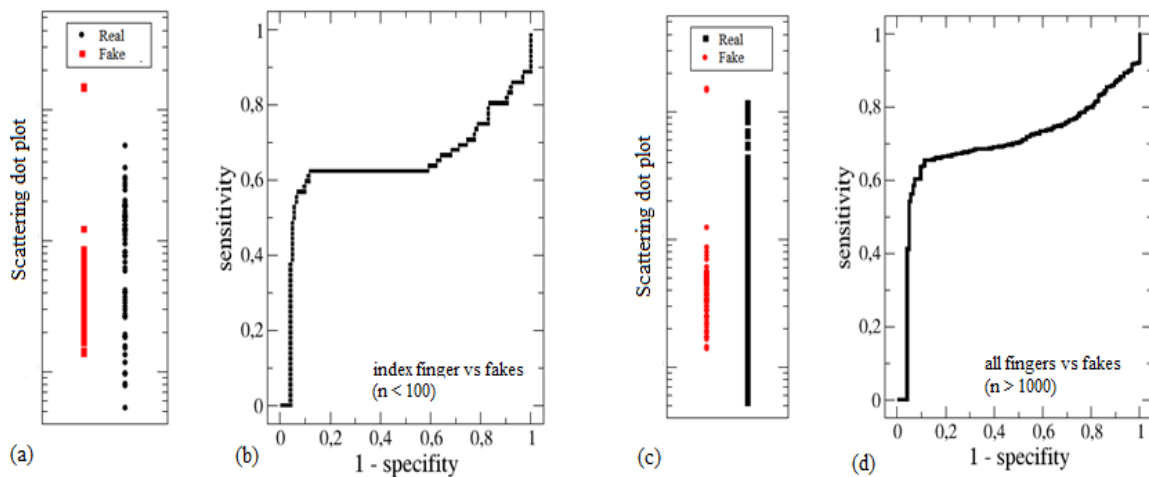 Real
Fake
Scattering dot plot
(a)
1
0,8
0,6
0,4
0,2
0
sensitivity
index finger vs fakes
(n < 100)
0 0,2 0,4 0,6 0,8 1
1 - specifity
(b)
Real
Fake
Scattering dot plot
(c)
1
0,8
0,6
0,4
0,2
0
sensitivity
all fingers vs fakes
(n > 1000)
0 0,2 0,4 0,6 0,8 1
1 - specifity
(d)